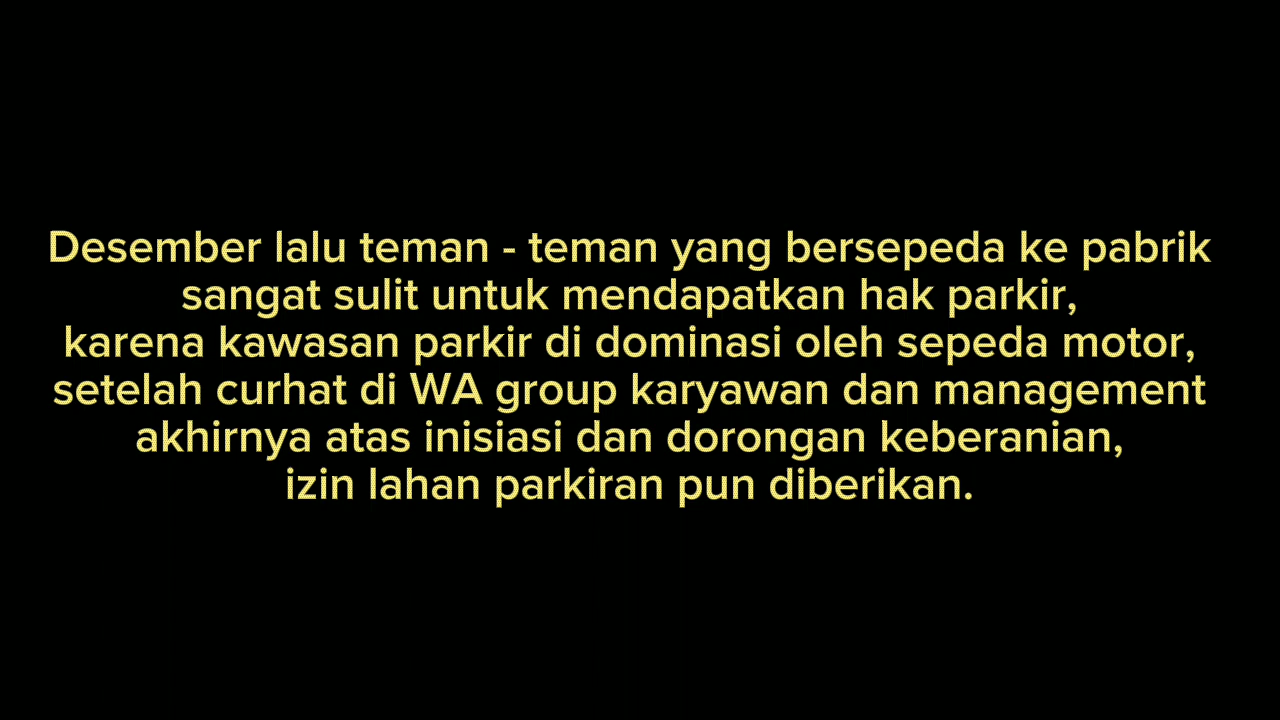 Desember lalu teman - teman yang bersepeda ke pabrik
sangat sulit untuk mendapatkan hak parkir,
karena kawasan parkir di dominasi oleh sepeda motor,
setelah curhat di WA group karyawan dan management
akhirnya atas inisiasi dan dorongan keberanian,
izin lahan parkiran pun diberikan.